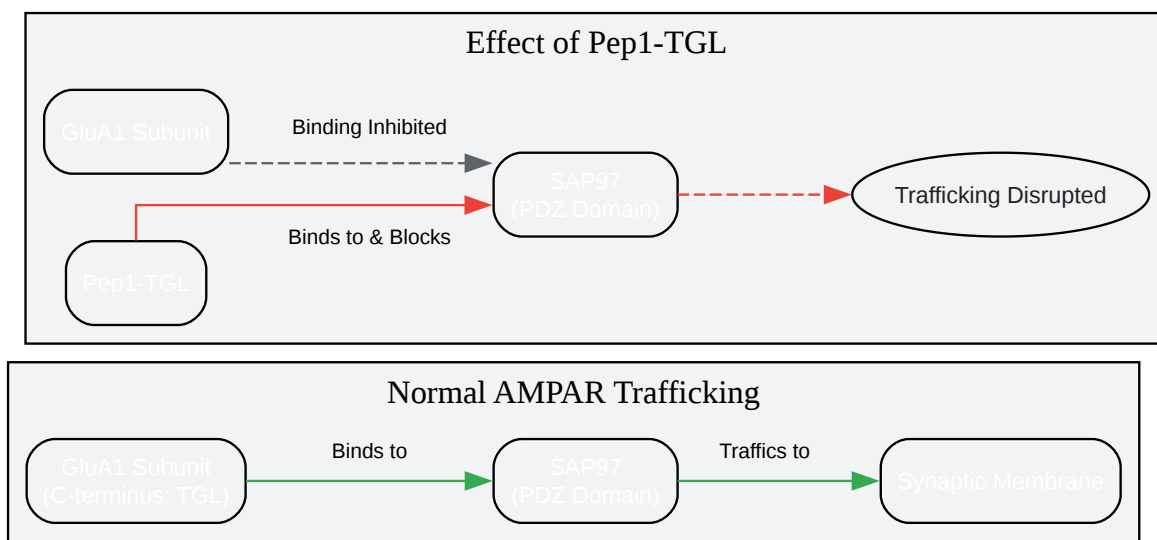 Effect of Pep1-TGL
GluA1 Subunit
Binding Inhibited
SAP97
(PDZ Domain)
Trafficking Disrupted
Binds to & Blocks
Pep1-TGL
Normal AMPAR Trafficking
GluA1 Subunit
(C-terminus: TGL)
Binds to
SAP97
(PDZ Domain)
Traffics to
Synaptic Membrane